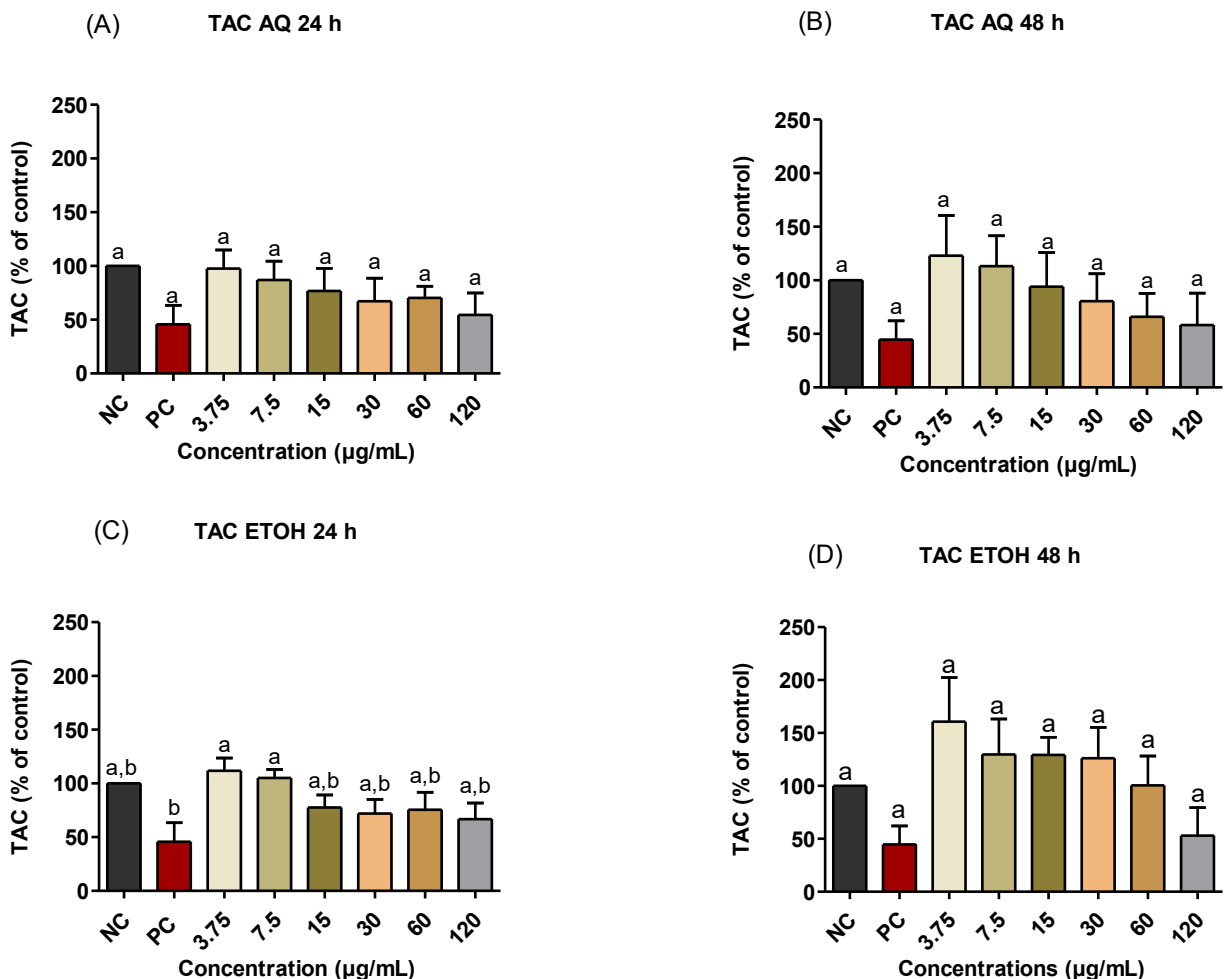 (A) TAC AQ 24 h
250
200
150
100
50
0
TAC (% of control)
a a a a a a a a
NC PC 3.75 7.5 15 30 60 120
Concentration (µg/mL)
(B) TAC AQ 48 h
250
200
150
100
50
0
TAC (% of control)
a a a a a a a a
NC PC 3.75 7.5 15 30 60 120
Concentration (µg/mL)
(C) TAC ETOH 24 h
250
200
150
100
50
0
TAC (% of control)
a,b b a a a,b a,b a,b a,b
NC PC 3.75 7.5 15 30 60 120
Concentration (µg/mL)
(D) TAC ETOH 48 h
250
200
150
100
50
0
TAC (% of control)
a a a a a a a a
NC PC 3.75 7.5 15 30 60 120
Concentrations (µg/mL)